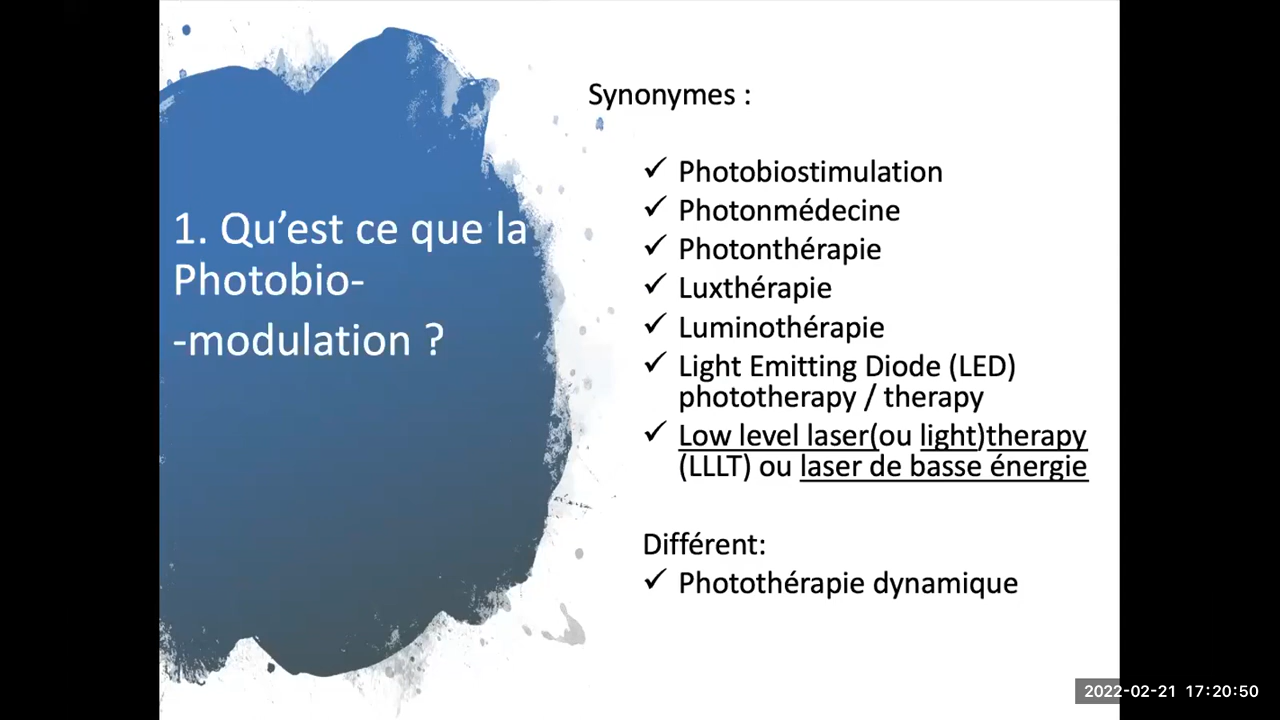 1. Qu’est ce que la
Photobio-
-modulation ?
Synonymes :
✓ Photobiostimulation
✓ Photonmédecine
✓ Photonthérapie
✓ Luxthérapie
✓ Luminothérapie
✓ Light Emitting Diode (LED)
phototherapy / therapy
✓ Low level laser(ou light)therapy
(LLLT) ou laser de basse énergie
Différent:
✓ Photothérapie dynamique
2022-02-21 17:20:50